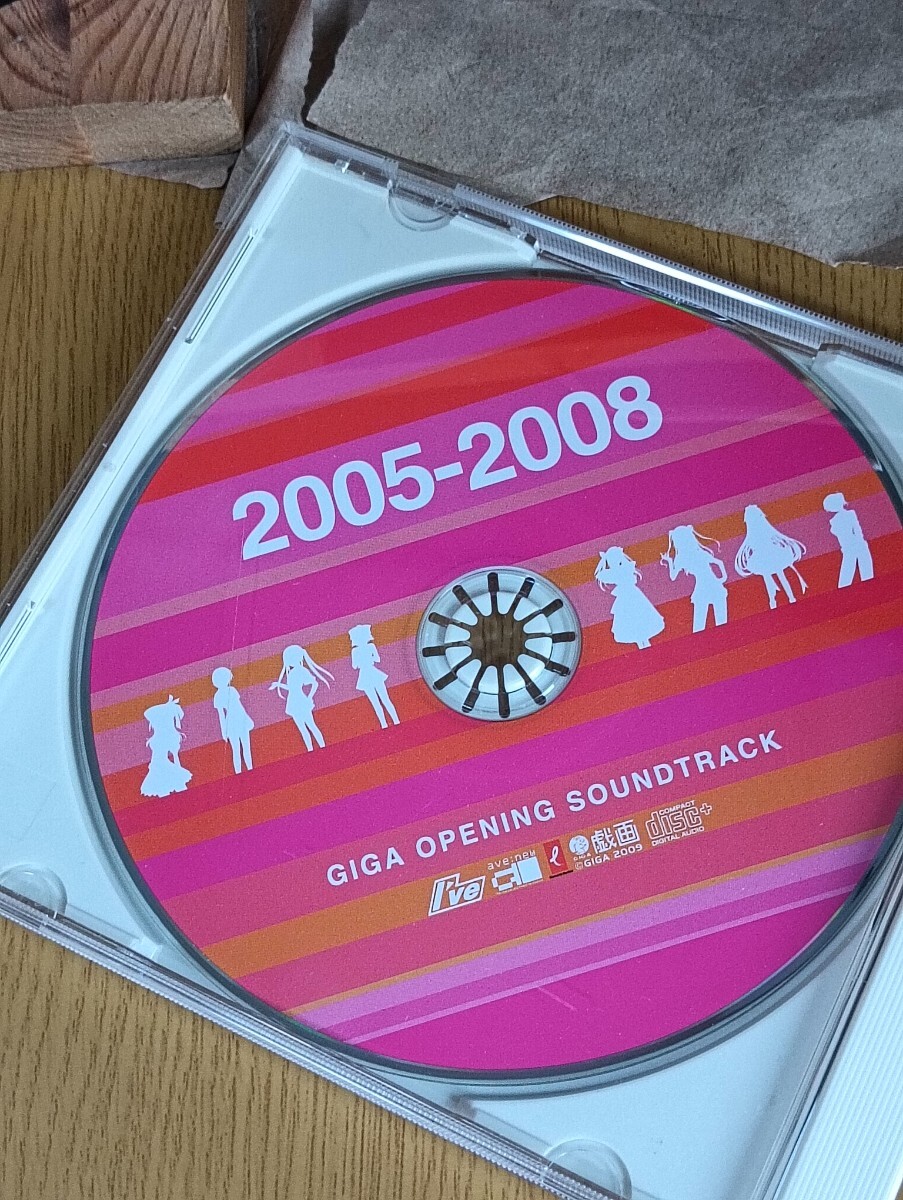 2005-2008
GIGA OPENING SOUNDTRACK
I've
ave;new
戯画
©GIGA 2009
COMPACT
disc+
DIGITAL AUDIO